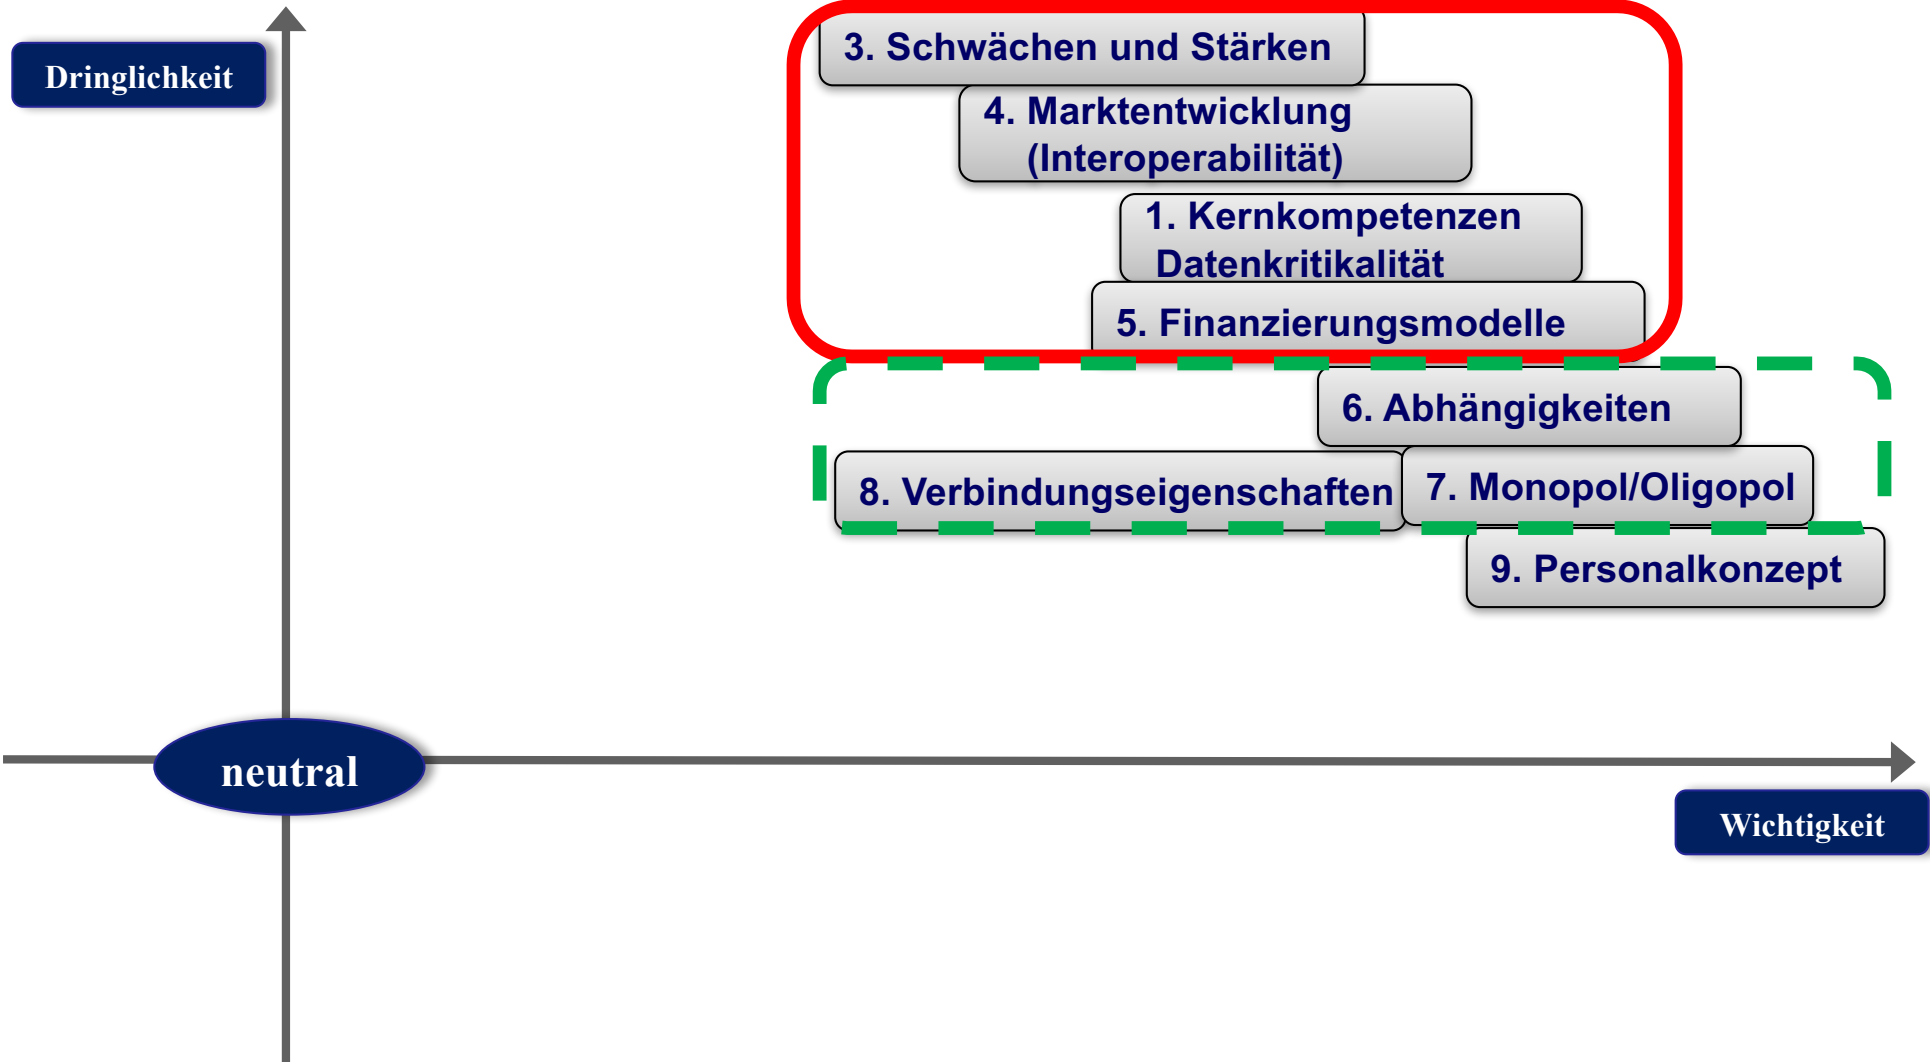 Dringlichkeit
3. Schwächen und Stärken
4. Marktentwicklung
(Interoperabilität)
1. Kernkompetenzen
Datenkritikalität
5. Finanzierungsmodelle
6. Abhängigkeiten
8. Verbindungseigenschaften
7. Monopol/Oligopol
9. Personalkonzept
neutral
Wichtigkeit